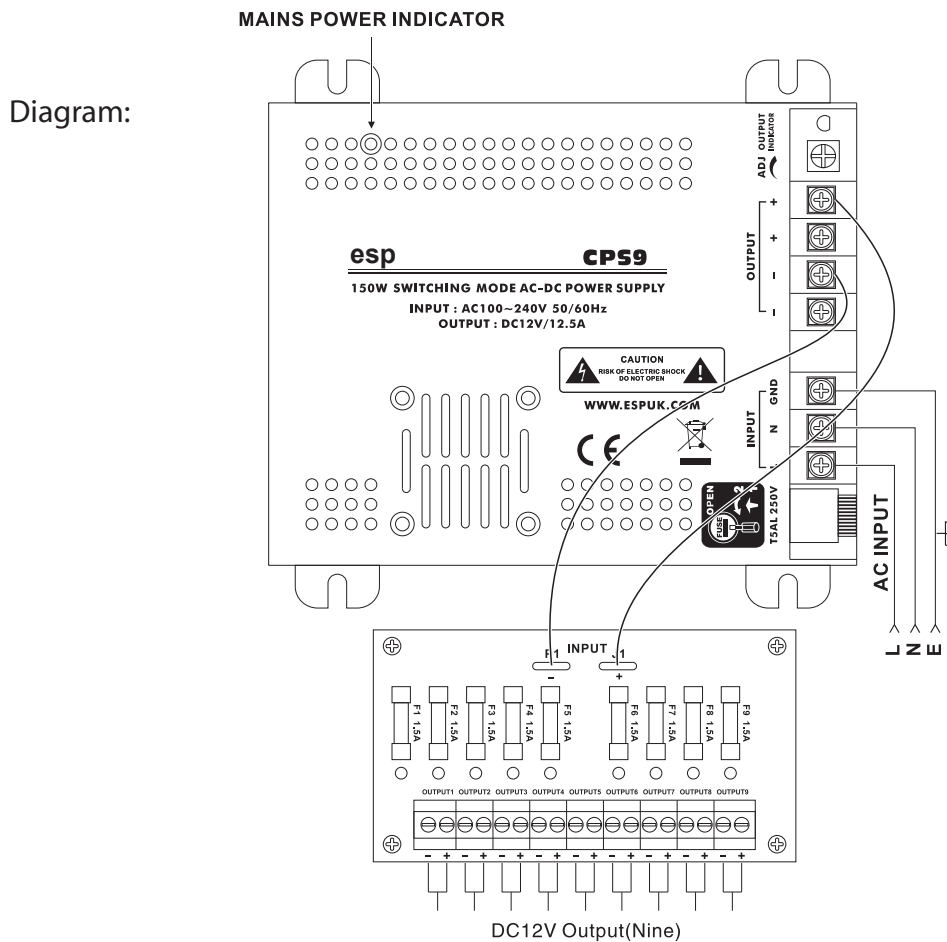 MAINS POWER INDICATOR
Diagram:
ADJ OUTPUT INDICATOR
+
+
-
-
OUTPUT
esp CPS9
150W SWITCHING MODE AC-DC POWER SUPPLY
INPUT : AC100~240V 50/60Hz
OUTPUT : DC12V/12.5A
CAUTION
RISK OF ELECTRIC SHOCK
DO NOT OPEN
WWW.ESPUK.COM
CE
GND
N
INPUT
OPEN
FUSE
1
2
T5AL 250V
AC INPUT
L N E
INPUT
- +
F1 1.5A
F2 1.5A
F3 1.5A
F4 1.5A
F5 1.5A
F6 1.5A
F7 1.5A
F8 1.5A
F9 1.5A
OUTPUT1 OUTPUT2 OUTPUT3 OUTPUT4 OUTPUT5 OUTPUT6 OUTPUT7 OUTPUT8 OUTPUT9
- + - + - + - + - + - + - + - + - +
DC12V Output(Nine)